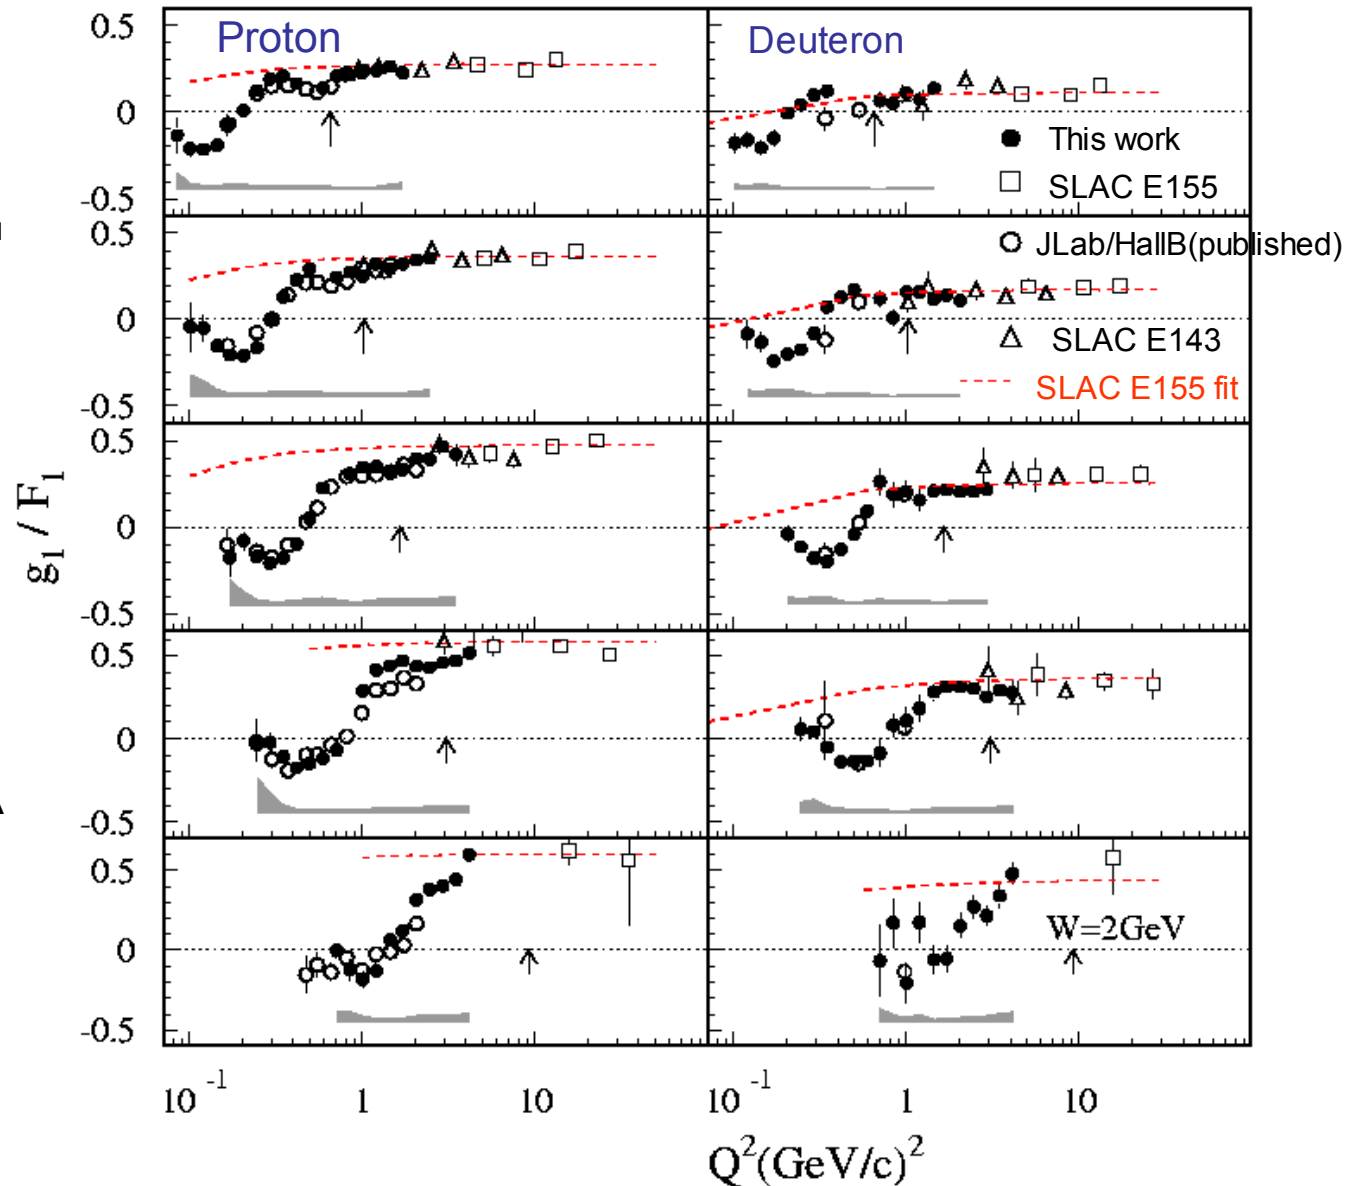 Proton
Deuteron
0.5
0
-0.5
This work
SLAC E155
0.5
0
-0.5
JLab/HallB(published)
SLAC E143
SLAC E155 fit
0.5
0
-0.5
g1 / F1
0.5
0
-0.5
0.5
0
-0.5
W=2GeV
10 -1 1 10
10 -1 1 10
Q2(GeV/c)2